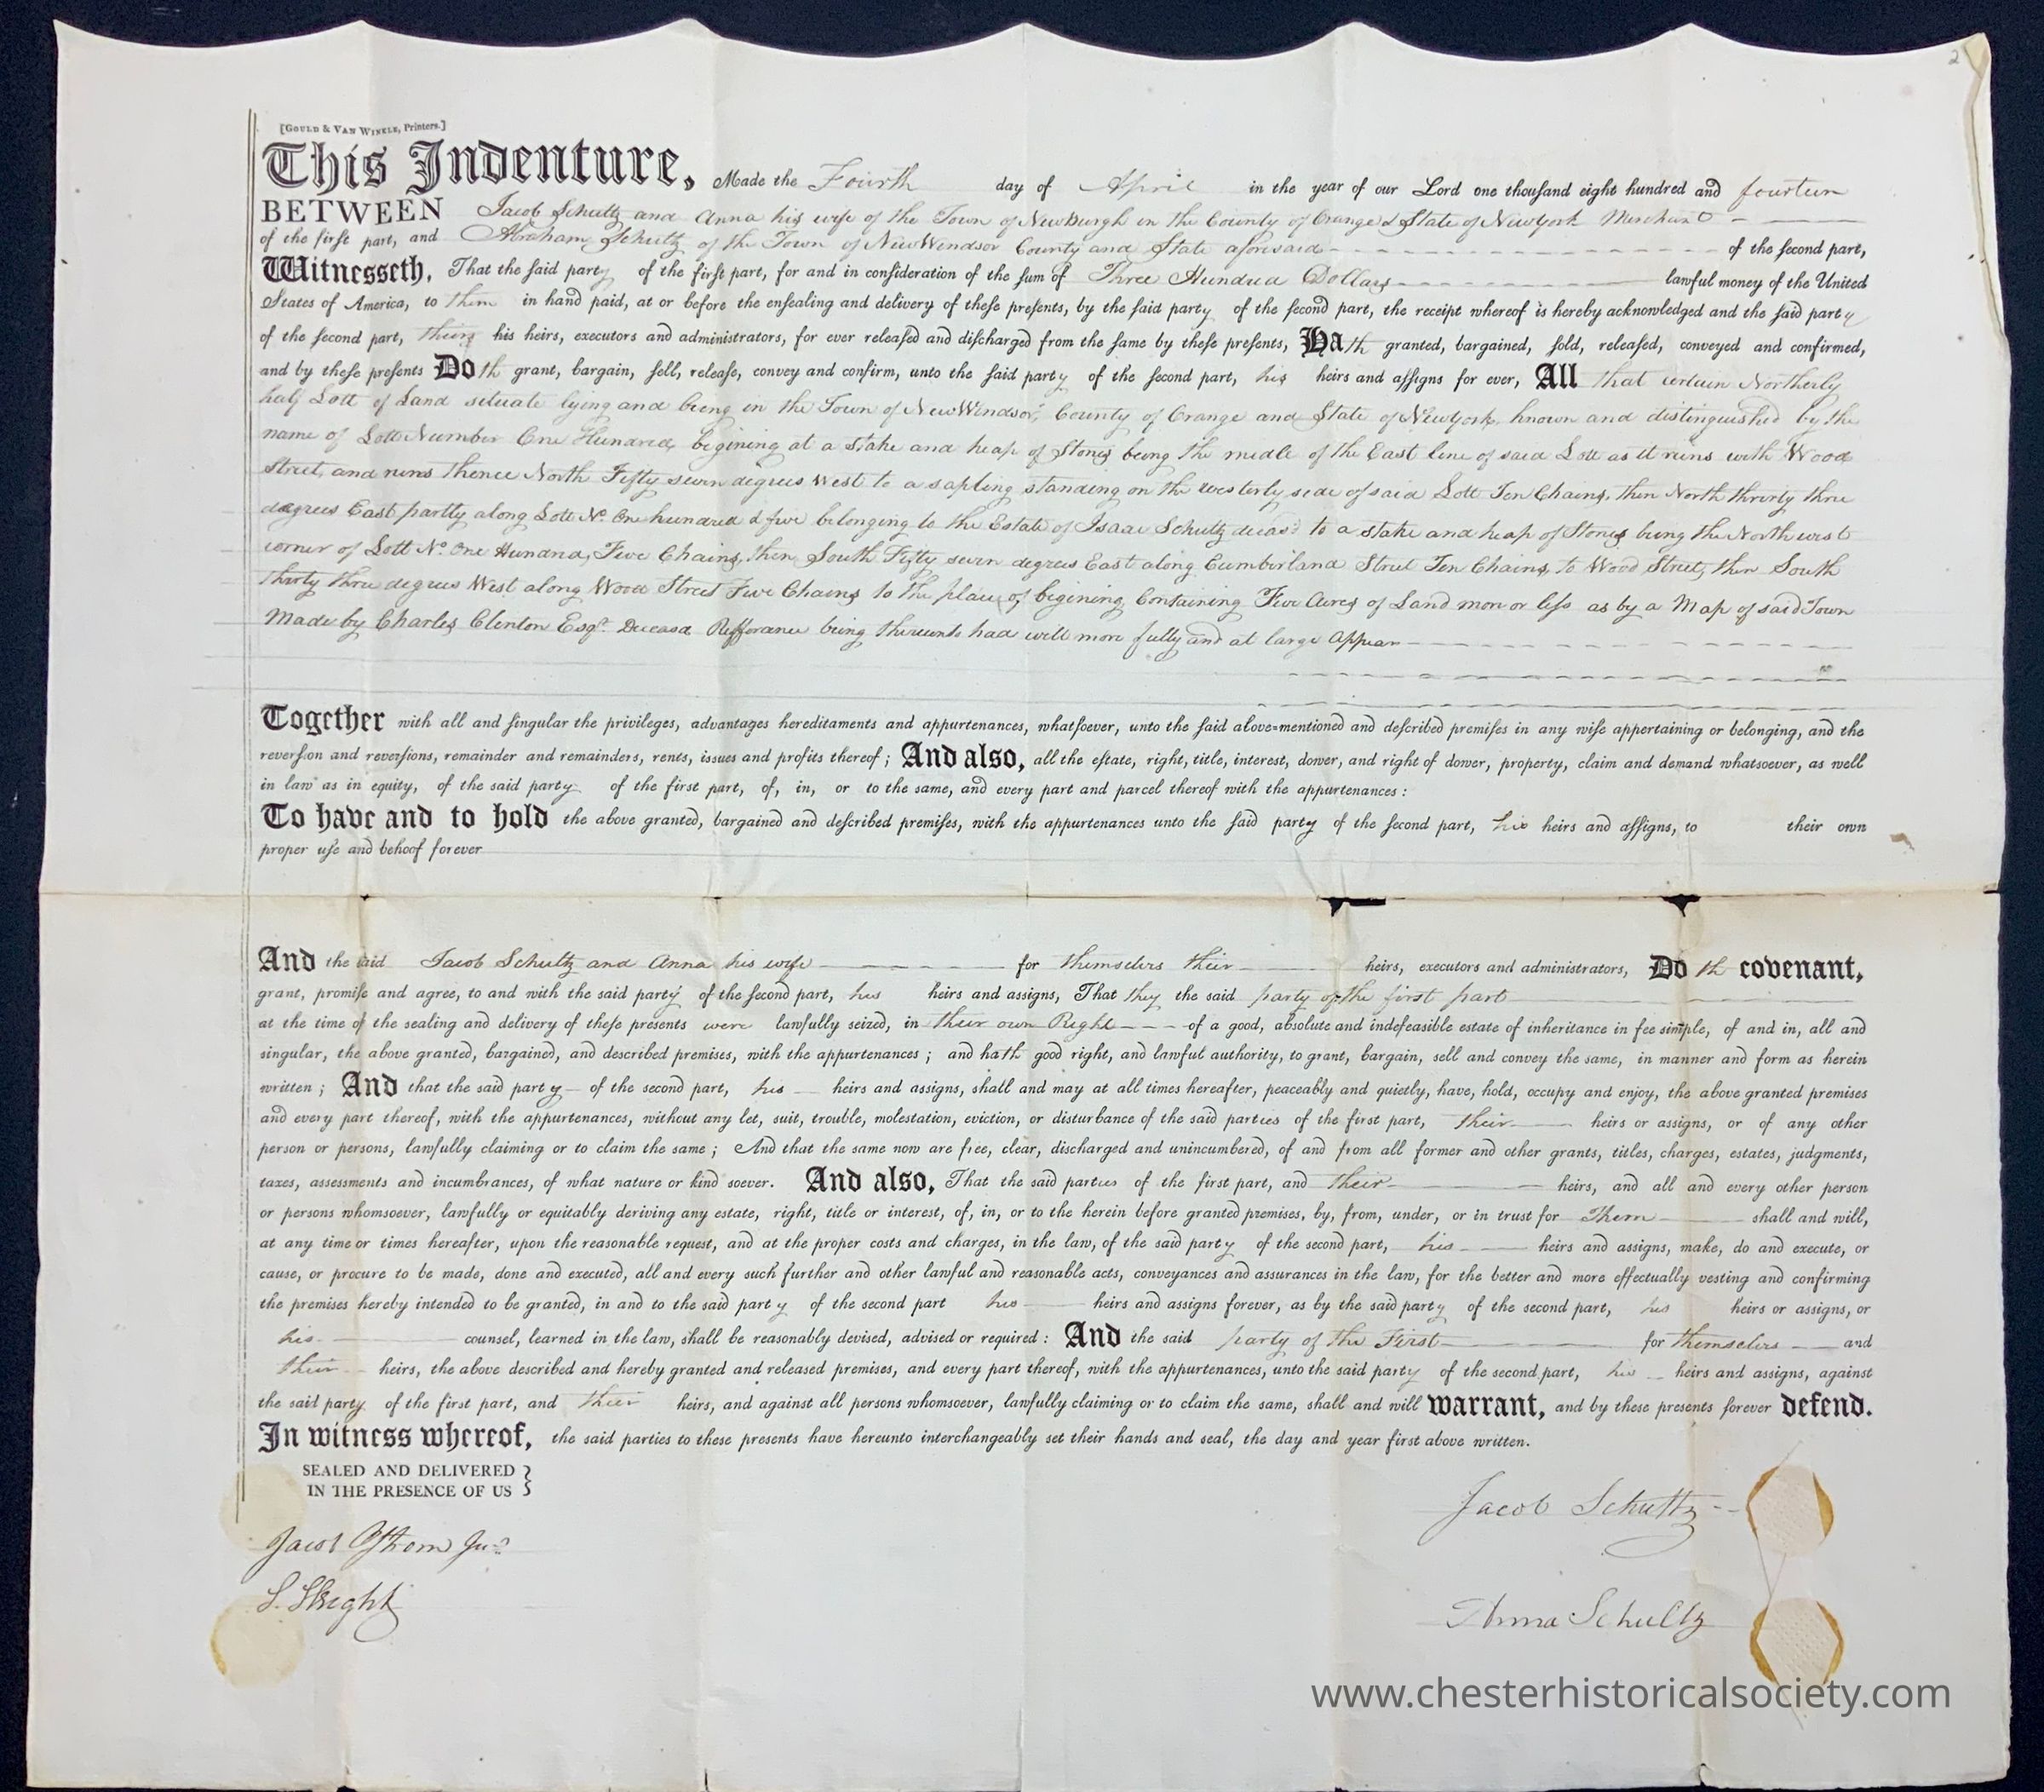 2
[GOULD & VAN WINKLE, Printers.]
This Indenture, Made the Fourth day of April in the year of our Lord one thousand eight hundred and fourteen
BETWEEN Jacob Schultz and Anna his wife of the Town of Newburgh in the County of Orange & State of New York Merchant
of the first part, and Abraham Schultz of the Town of New Windsor County and State aforesaid of the second part,
Witnesseth, That the said party of the first part, for and in consideration of the sum of Three Hundred Dollars lawful money of the United
States of America, to them in hand paid, at or before the ensealing and delivery of these presents, by the said party of the second part, the receipt whereof is hereby acknowledged and the said party
of the second part, his heirs, executors and administrators, for ever released and discharged from the same by these presents, Hath granted, bargained, sold, released, conveyed and confirmed,
and by these presents Doth grant, bargain, sell, release, convey and confirm, unto the said party of the second part, his heirs and assigns for ever, All that certain Northerly
half Lott of Land situate lying and being in the Town of New Windsor, County of Orange and State of New York, known and distinguished by the
name of Lott Number One Hundred, begining at a stake and heap of Stones being the midle of the East line of said Lott as it runs with Wood
Street, and runs thence North Fifty seven degrees West to a sapling standing on the westerly side of said Lott Ten Chains, then North thirty three
degrees East partly along Lott No. One hundred & five belonging to the Estate of Isaac Schultz decasd to a stake and heap of Stones being the North west
corner of Lott No. One Hundred, Five Chains, then South Fifty seven degrees East along Cumberland Street Ten Chains, to Wood Street, then South
thirty three degrees West along Wood Street Five Chains to the place of begining, Containing Five Acres of Land more or less as by a Map of said Town
Made by Charles Clinton Esqr. Deceasd Refferance being thereunto had will more fully and at large Appear
Together with all and singular the privileges, advantages hereditaments and appurtenances, whatsoever, unto the said above=mentioned and described premises in any wise appertaining or belonging, and the
reversion and reversions, remainder and remainders, rents, issues and profits thereof; And also, all the estate, right, title, interest, dower, and right of dower, property, claim and demand whatsoever, as well
in law as in equity, of the said party of the first part, of, in, or to the same, and every part and parcel thereof with the appurtenances:
To have and to hold the above granted, bargained and described premises, with the appurtenances unto the said party of the second part, his heirs and assigns, to their own
proper use and behoof forever
And the said Jacob Schultz and Anna his wife for themselvs their heirs, executors and administrators, Doth covenant,
grant, promise and agree, to and with the said party of the second part, his heirs and assigns, That they the said party of the first part
at the time of the sealing and delivery of these presents were lawfully seized, in their own Right of a good, absolute and indefeasible estate of inheritance in fee simple, of and in, all and
singular, the above granted, bargained, and described premises, with the appurtenances; and hath good right, and lawful authority, to grant, bargain, sell and convey the same, in manner and form as herein
written; And that the said party of the second part, his heirs and assigns, shall and may at all times hereafter, peaceably and quietly, have, hold, occupy and enjoy, the above granted premises
and every part thereof, with the appurtenances, without any let, suit, trouble, molestation, eviction, or disturbance of the said parties of the first part, their heirs or assigns, or of any other
person or persons, lawfully claiming or to claim the same; And that the same now are free, clear, discharged and unincumbered, of and from all former and other grants, titles, charges, estates, judgments,
taxes, assessments and incumbrances, of what nature or kind soever. And also, That the said parties of the first part, and their heirs, and all and every other person
or persons whomsoever, lawfully or equitably deriving any estate, right, title or interest, of, in, or to the herein before granted premises, by, from, under, or in trust for Them shall and will,
at any time or times hereafter, upon the reasonable request, and at the proper costs and charges, in the law, of the said party of the second part, his heirs and assigns, make, do and execute, or
cause, or procure to be made, done and executed, all and every such further and other lawful and reasonable acts, conveyances and assurances in the law, for the better and more effectually vesting and confirming
the premises hereby intended to be granted, in and to the said party of the second part his heirs and assigns forever, as by the said party of the second part, his heirs or assigns, or
his counsel, learned in the law, shall be reasonably devised, advised or required: And the said party of the First for themselvs and
their heirs, the above described and hereby granted and released premises, and every part thereof, with the appurtenances, unto the said party of the second part, his heirs and assigns, against
the said party of the first part, and their heirs, and against all persons whomsoever, lawfully claiming or to claim the same, shall and will warrant, and by these presents forever defend.
In witness whereof, the said parties to these presents have hereunto interchangeably set their hands and seal, the day and year first above written.
SEALED AND DELIVERED
IN THE PRESENCE OF US
Jacob Schultz
Jacob Ostrom Junr
S. Slight
Anna Schultz
www.chesterhistoricalsociety.com